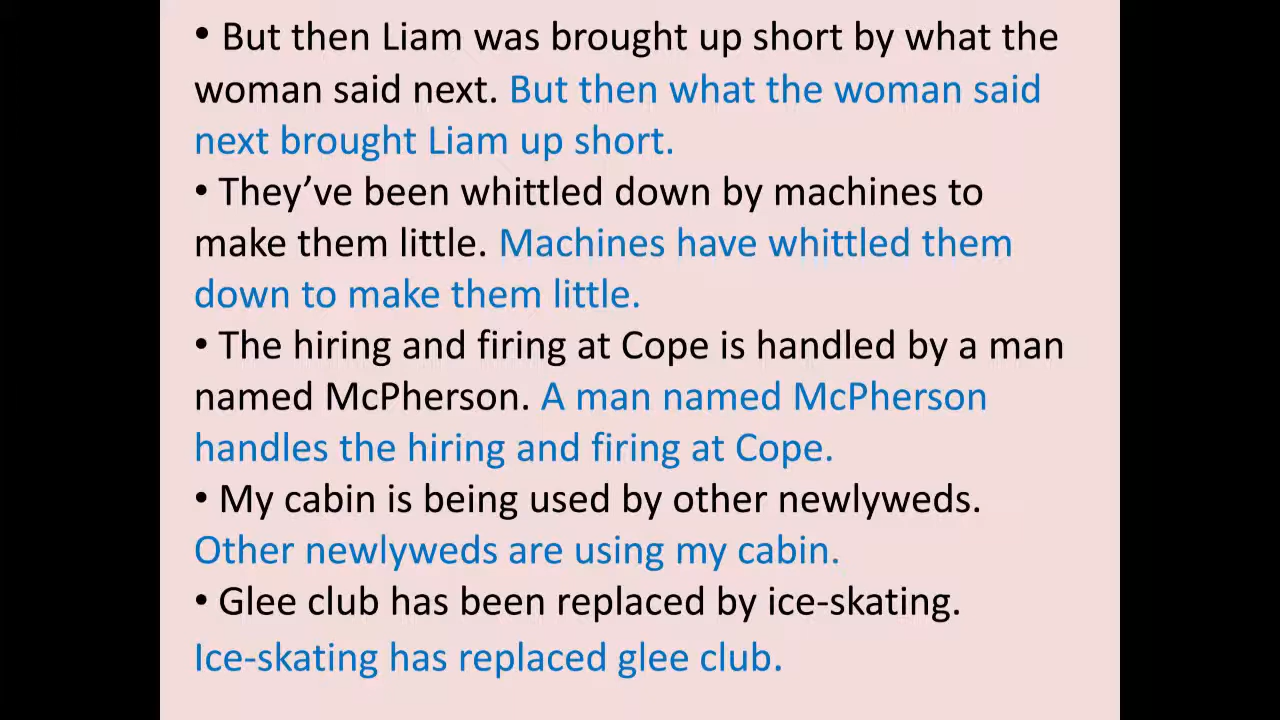 • But then Liam was brought up short by what the
woman said next. But then what the woman said
next brought Liam up short.
• They’ve been whittled down by machines to
make them little. Machines have whittled them
down to make them little.
• The hiring and firing at Cope is handled by a man
named McPherson. A man named McPherson
handles the hiring and firing at Cope.
• My cabin is being used by other newlyweds.
Other newlyweds are using my cabin.
• Glee club has been replaced by ice-skating.
Ice-skating has replaced glee club.